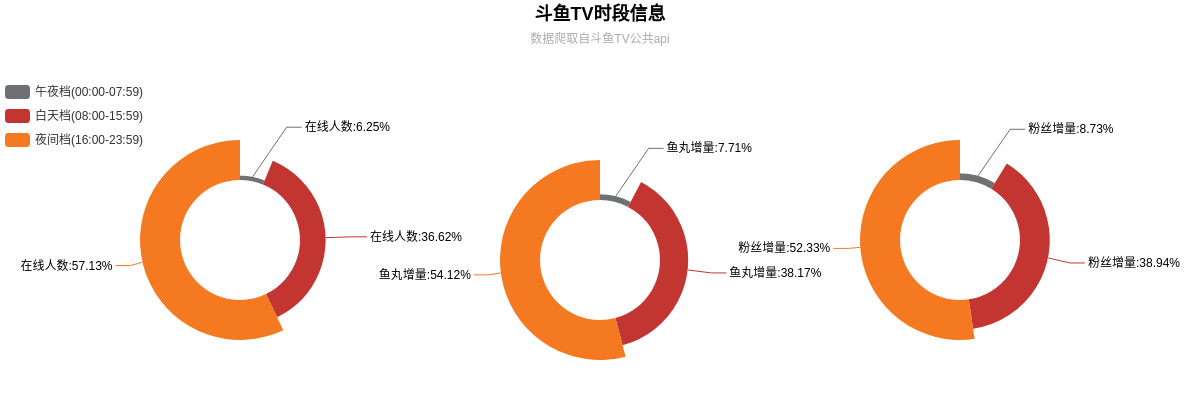 斗鱼TV时段信息
数据爬取自斗鱼TV公共api
午夜档(00:00-07:59)
白天档(08:00-15:59)
夜间档(16:00-23:59)
在线人数:6.25%
在线人数:36.62%
在线人数:57.13%
鱼丸增量:7.71%
鱼丸增量:38.17%
鱼丸增量:54.12%
粉丝增量:8.73%
粉丝增量:38.94%
粉丝增量:52.33%